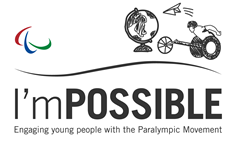 I'mPOSSIBLE
Engaging young people with the Paralympic Movement